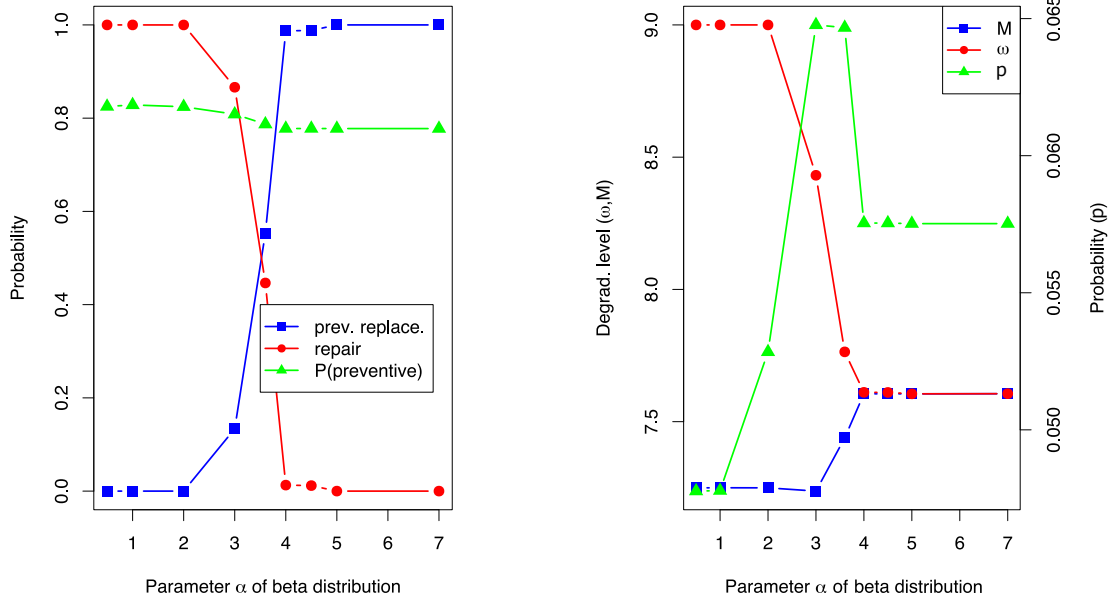 Probability
1.0
0.8
0.6
0.4
0.2
0.0
prev. replace.
repair
P(preventive)
1 2 3 4 5 6 7
Parameter α of beta distribution
Degrad. level (ω,M)
9.0
8.5
8.0
7.5
M
ω
p
0.065
0.060
0.055
0.050
Probability (p)
1 2 3 4 5 6 7
Parameter α of beta distribution